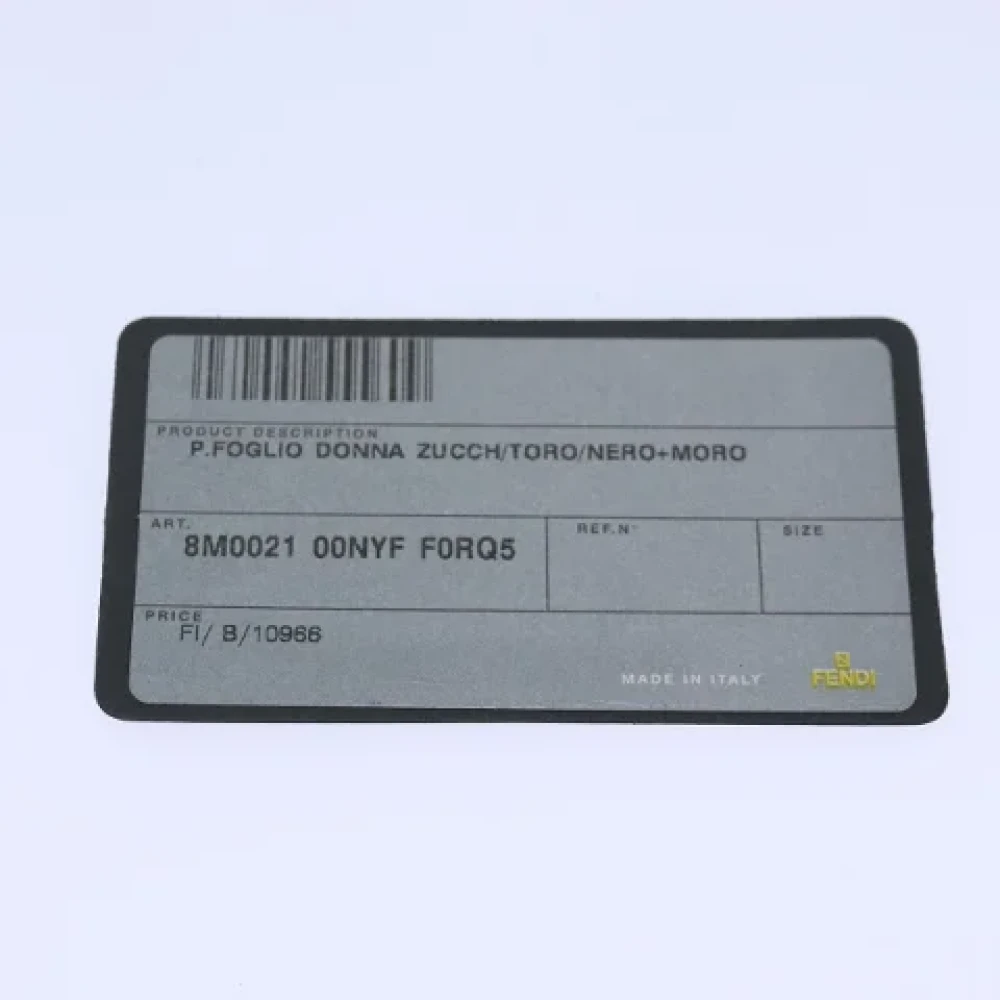 PRODUCT DESCRIPTION
P.FOGLIO DONNA ZUCCH/TORO/NERO+MORO
ART.
8M0021 00NYF F0RQ5
REF.N°
SIZE
PRICE
FI/ B/10966
MADE IN ITALY
FENDI